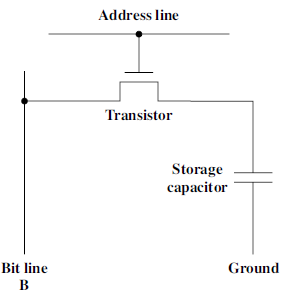 Address line
Transistor
Storage
capacitor
Bit line
B
Ground